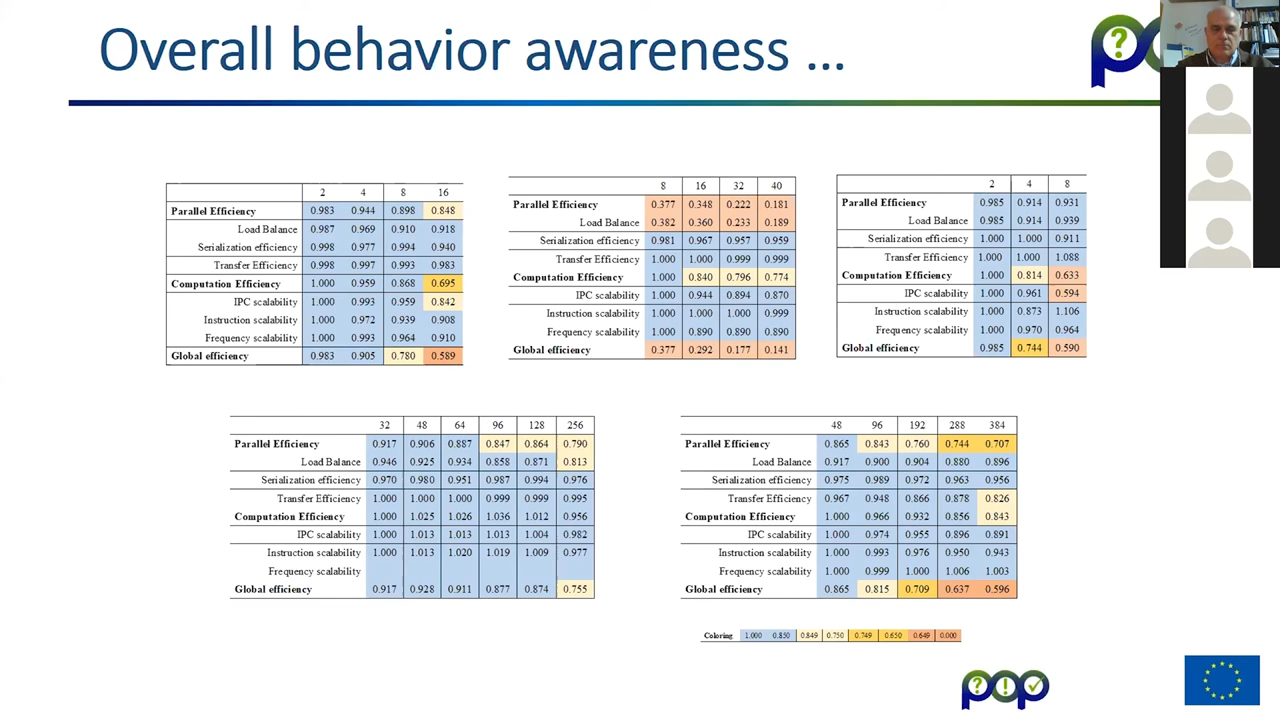 Overall behavior awareness ...
2 4 8 16
Parallel Efficiency 0.983 0.944 0.898 0.848
Load Balance 0.987 0.969 0.910 0.918
Serialization efficiency 0.998 0.977 0.994 0.940
Transfer Efficiency 0.998 0.997 0.993 0.983
Computation Efficiency 1.000 0.959 0.868 0.695
IPC scalability 1.000 0.993 0.959 0.842
Instruction scalability 1.000 0.972 0.939 0.908
Frequency scalability 1.000 0.993 0.964 0.910
Global efficiency 0.983 0.905 0.780 0.589
8 16 32 40
Parallel Efficiency 0.377 0.348 0.222 0.181
Load Balance 0.382 0.360 0.233 0.189
Serialization efficiency 0.981 0.967 0.957 0.959
Transfer Efficiency 1.000 1.000 0.999 0.999
Computation Efficiency 1.000 0.840 0.796 0.774
IPC scalability 1.000 0.944 0.894 0.870
Instruction scalability 1.000 1.000 1.000 0.999
Frequency scalability 1.000 0.890 0.890 0.890
Global efficiency 0.377 0.292 0.177 0.141
2 4 8
Parallel Efficiency 0.985 0.914 0.931
Load Balance 0.985 0.914 0.939
Serialization efficiency 1.000 1.000 0.911
Transfer Efficiency 1.000 1.000 1.088
Computation Efficiency 1.000 0.814 0.633
IPC scalability 1.000 0.961 0.594
Instruction scalability 1.000 0.873 1.106
Frequency scalability 1.000 0.970 0.964
Global efficiency 0.985 0.744 0.590
32 48 64 96 128 256
Parallel Efficiency 0.917 0.906 0.887 0.847 0.864 0.790
Load Balance 0.946 0.925 0.934 0.858 0.871 0.813
Serialization efficiency 0.970 0.980 0.951 0.987 0.994 0.976
Transfer Efficiency 1.000 1.000 1.000 0.999 0.999 0.995
Computation Efficiency 1.000 1.025 1.026 1.036 1.012 0.956
IPC scalability 1.000 1.013 1.013 1.013 1.004 0.982
Instruction scalability 1.000 1.013 1.020 1.019 1.009 0.977
Frequency scalability
Global efficiency 0.917 0.928 0.911 0.877 0.874 0.755
48 96 192 288 384
Parallel Efficiency 0.865 0.843 0.760 0.744 0.707
Load Balance 0.917 0.900 0.904 0.880 0.896
Serialization efficiency 0.975 0.989 0.972 0.963 0.956
Transfer Efficiency 0.967 0.948 0.866 0.878 0.826
Computation Efficiency 1.000 0.966 0.932 0.856 0.843
IPC scalability 1.000 0.974 0.955 0.896 0.891
Instruction scalability 1.000 0.993 0.976 0.950 0.943
Frequency scalability 1.000 0.999 1.000 1.006 1.003
Global efficiency 0.865 0.815 0.709 0.637 0.596
Coloring 1.000 0.850 0.849 0.750 0.749 0.650 0.649 0.000
pop